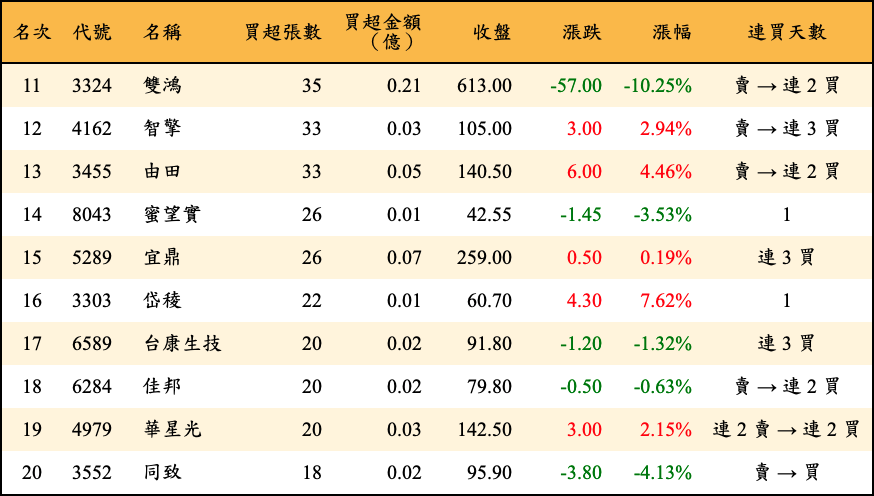 名次 代號 名稱 買超張數 買超金額（億） 收盤 漲跌 漲幅 連買天數
11 3324 雙鴻 35 0.21 613.00 -57.00 -10.25% 賣 → 連 2 買
12 4162 智擎 33 0.03 105.00 3.00 2.94% 賣 → 連 3 買
13 3455 由田 33 0.05 140.50 6.00 4.46% 賣 → 連 2 買
14 8043 蜜望實 26 0.01 42.55 -1.45 -3.53% 1
15 5289 宜鼎 26 0.07 259.00 0.50 0.19% 連 3 買
16 3303 岱稜 22 0.01 60.70 4.30 7.62% 1
17 6589 台康生技 20 0.02 91.80 -1.20 -1.32% 連 3 買
18 6284 佳邦 20 0.02 79.80 -0.50 -0.63% 賣 → 連 2 買
19 4979 華星光 20 0.03 142.50 3.00 2.15% 連 2 賣 → 連 2 買
20 3552 同致 18 0.02 95.90 -3.80 -4.13% 賣 → 買